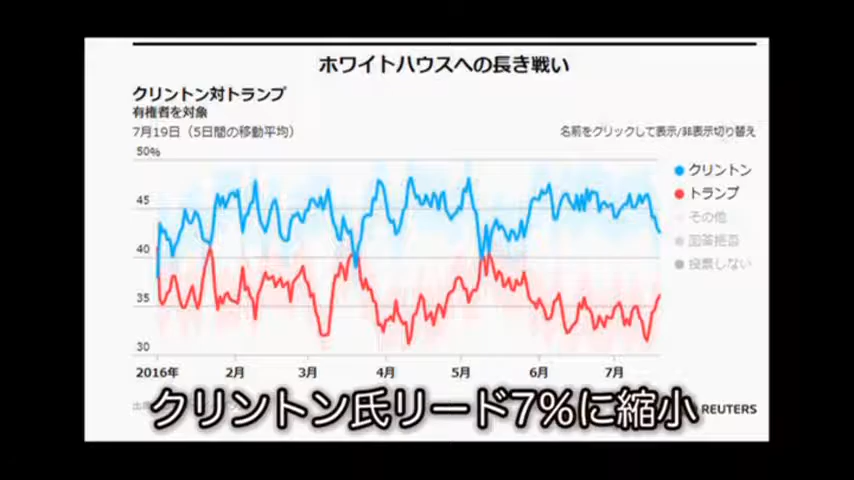 ホワイトハウスへの長き戦い
クリントン対トランプ
有権者を対象
7月19日（5日間の移動平均）
名前をクリックして表示/非表示切り替え
50%
45
40
35
30
クリントン
トランプ
その他
回答拒否
投票しない
2016年 2月 3月 4月 5月 6月 7月
クリントン氏リード7%に縮小
REUTERS